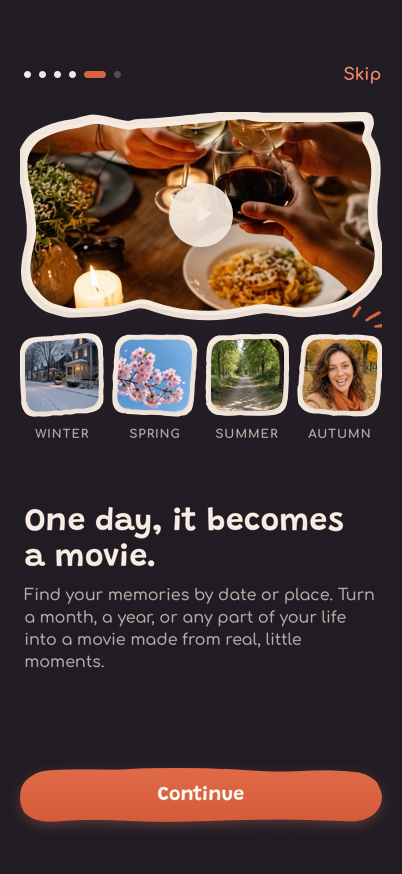 Skip
WINTER SPRING SUMMER AUTUMN
One day, it becomes
a movie.
Find your memories by date or place. Turn
a month, a year, or any part of your life
into a movie made from real, little
moments.
Continue